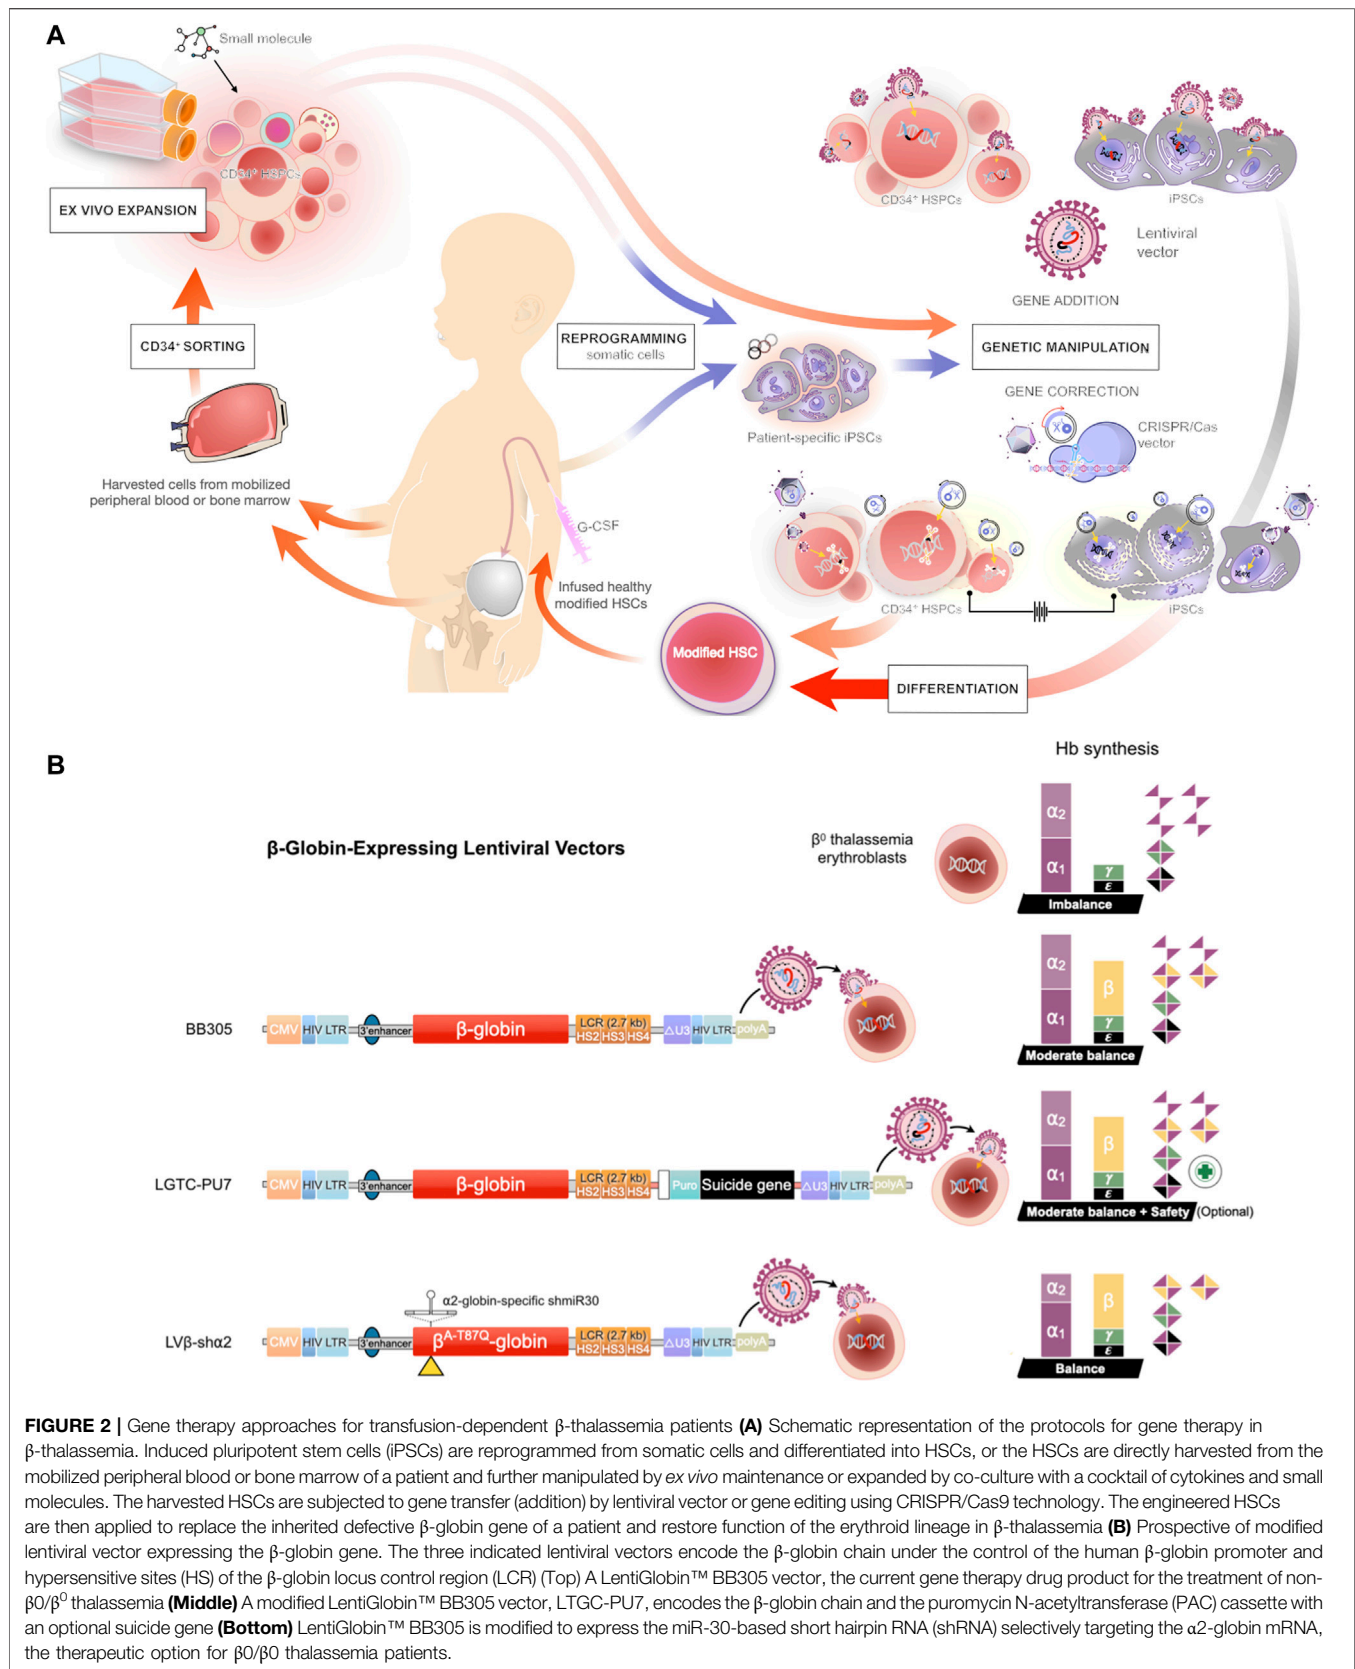 A
Small molecule
CD34⁺ HSPCs
EX VIVO EXPANSION
CD34⁺ SORTING
Harvested cells from mobilized
peripheral blood or bone marrow
G-CSF
Infused healthy
modified HSCs
REPROGRAMMING
somatic cells
Patient-specific iPSCs
CD34⁺ HSPCs
iPSCs
Lentiviral
vector
GENE ADDITION
GENETIC MANIPULATION
GENE CORRECTION
CRISPR/Cas
vector
CD34⁺ HSPCs
iPSCs
Modified HSC
DIFFERENTIATION
B
Hb synthesis
β-Globin-Expressing Lentiviral Vectors
β⁰ thalassemia
erythroblasts
α₂
α₁
γ
ε
Imbalance
BB305
CMV HIV LTR 3'enhancer β-globin LCR (2.7 kb) HS2 HS3 HS4 △U3 HIV LTR polyA
α₂
α₁
β
γ
ε
Moderate balance
LGTC-PU7
CMV HIV LTR 3'enhancer β-globin LCR (2.7 kb) HS2 HS3 HS4 Puro Suicide gene △U3 HIV LTR polyA
α₂
α₁
β
γ
ε
Moderate balance + Safety (Optional)
α2-globin-specific shmiR30
LVβ-shα2
CMV HIV LTR 3'enhancer β^A-T87Q-globin LCR (2.7 kb) HS2 HS3 HS4 △U3 HIV LTR polyA
α₂
α₁
β
γ
ε
Balance
FIGURE 2 | Gene therapy approaches for transfusion-dependent β-thalassemia patients (A) Schematic representation of the protocols for gene therapy in
β-thalassemia. Induced pluripotent stem cells (iPSCs) are reprogrammed from somatic cells and differentiated into HSCs, or the HSCs are directly harvested from the
mobilized peripheral blood or bone marrow of a patient and further manipulated by ex vivo maintenance or expanded by co-culture with a cocktail of cytokines and small
molecules. The harvested HSCs are subjected to gene transfer (addition) by lentiviral vector or gene editing using CRISPR/Cas9 technology. The engineered HSCs
are then applied to replace the inherited defective β-globin gene of a patient and restore function of the erythroid lineage in β-thalassemia (B) Prospective of modified
lentiviral vector expressing the β-globin gene. The three indicated lentiviral vectors encode the β-globin chain under the control of the human β-globin promoter and
hypersensitive sites (HS) of the β-globin locus control region (LCR) (Top) A LentiGlobin™ BB305 vector, the current gene therapy drug product for the treatment of non-
β0/β⁰ thalassemia (Middle) A modified LentiGlobin™ BB305 vector, LTGC-PU7, encodes the β-globin chain and the puromycin N-acetyltransferase (PAC) cassette with
an optional suicide gene (Bottom) LentiGlobin™ BB305 is modified to express the miR-30-based short hairpin RNA (shRNA) selectively targeting the α2-globin mRNA,
the therapeutic option for β0/β0 thalassemia patients.